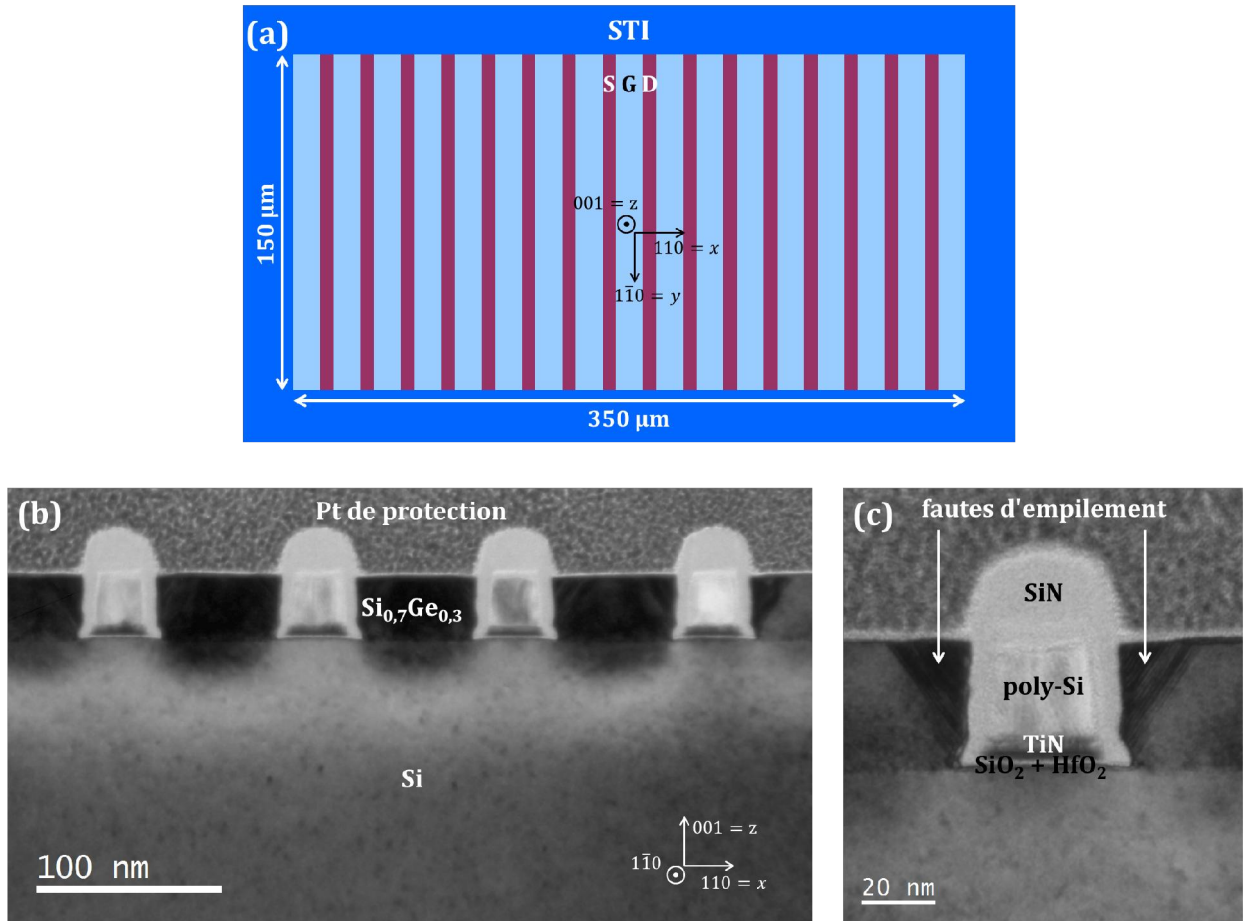 (a)
STI
S G D
150 µm
001 = z
110 = x
11̅0 = y
350 µm
(b)
Pt de protection
Si0,7Ge0,3
Si
001 = z
11̅0
110 = x
100 nm
(c)
fautes d'empilement
SiN
poly-Si
TiN
SiO2 + HfO2
20 nm